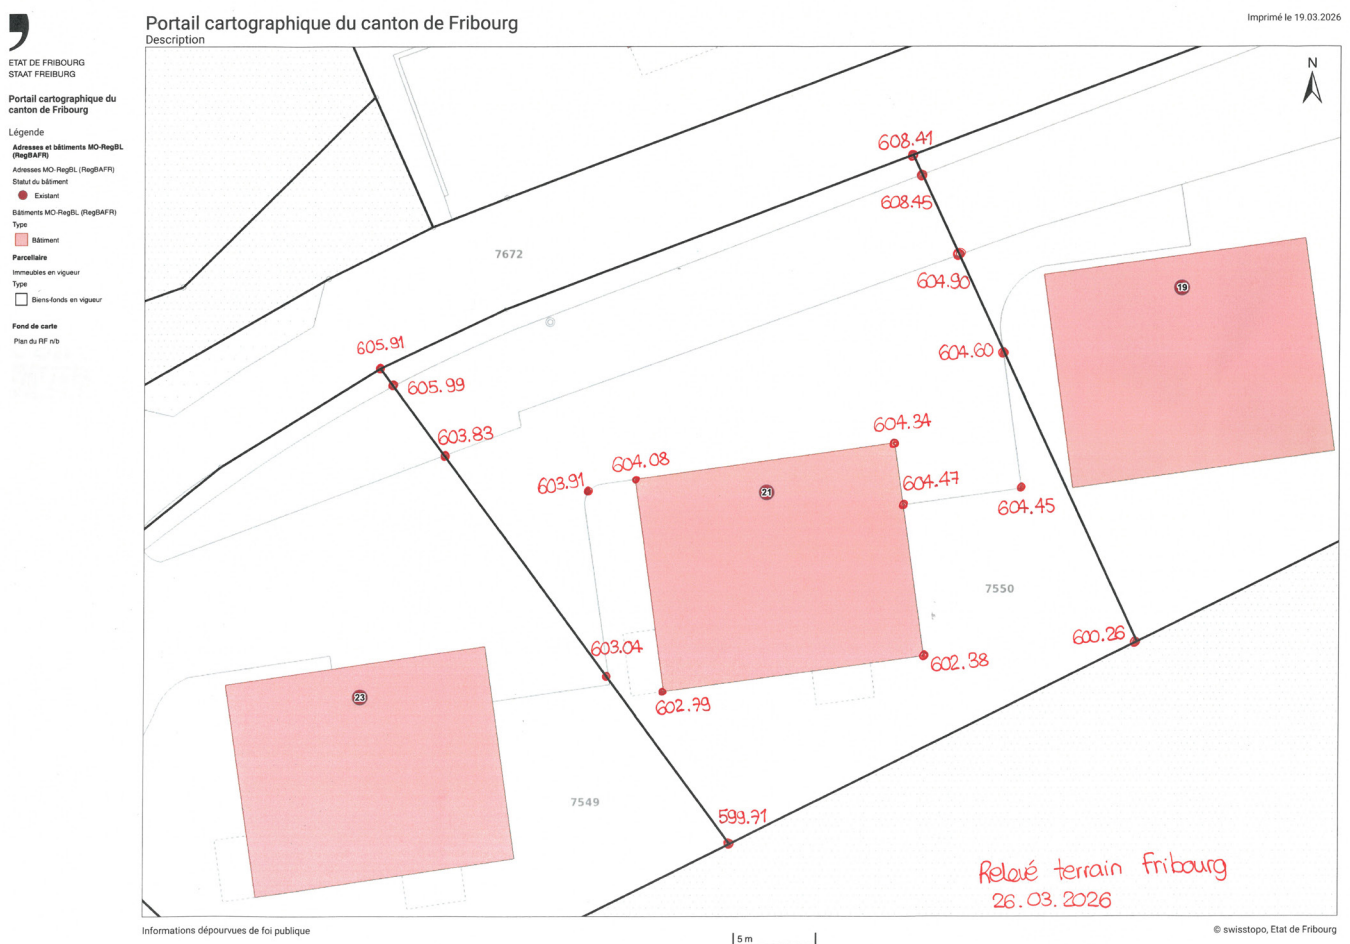 Portail cartographique du canton de Fribourg
Description
Imprimé le 19.03.2026
ETAT DE FRIBOURG
STAAT FREIBURG
Portail cartographique du
canton de Fribourg
Légende
Adresses et bâtiments MO-RegBL
(RegBAFR)
Adresses MO-RegBL (RegBAFR)
Statut du bâtiment
Existant
Bâtiments MO-RegBL (RegBAFR)
Type
Bâtiment
Parcellaire
Immeubles en vigueur
Type
Biens-fonds en vigueur
Fond de carte
Plan du RF n/b
N
608.41
608.45
7672
604.90
19
605.91
604.60
605.99
603.83
604.34
604.08
603.91
21
604.47
604.45
7550
600.26
603.04
602.38
23
602.79
7549
599.71
Relevé terrain Fribourg
26.03.2026
Informations dépourvues de foi publique
5 m
© swisstopo, Etat de Fribourg